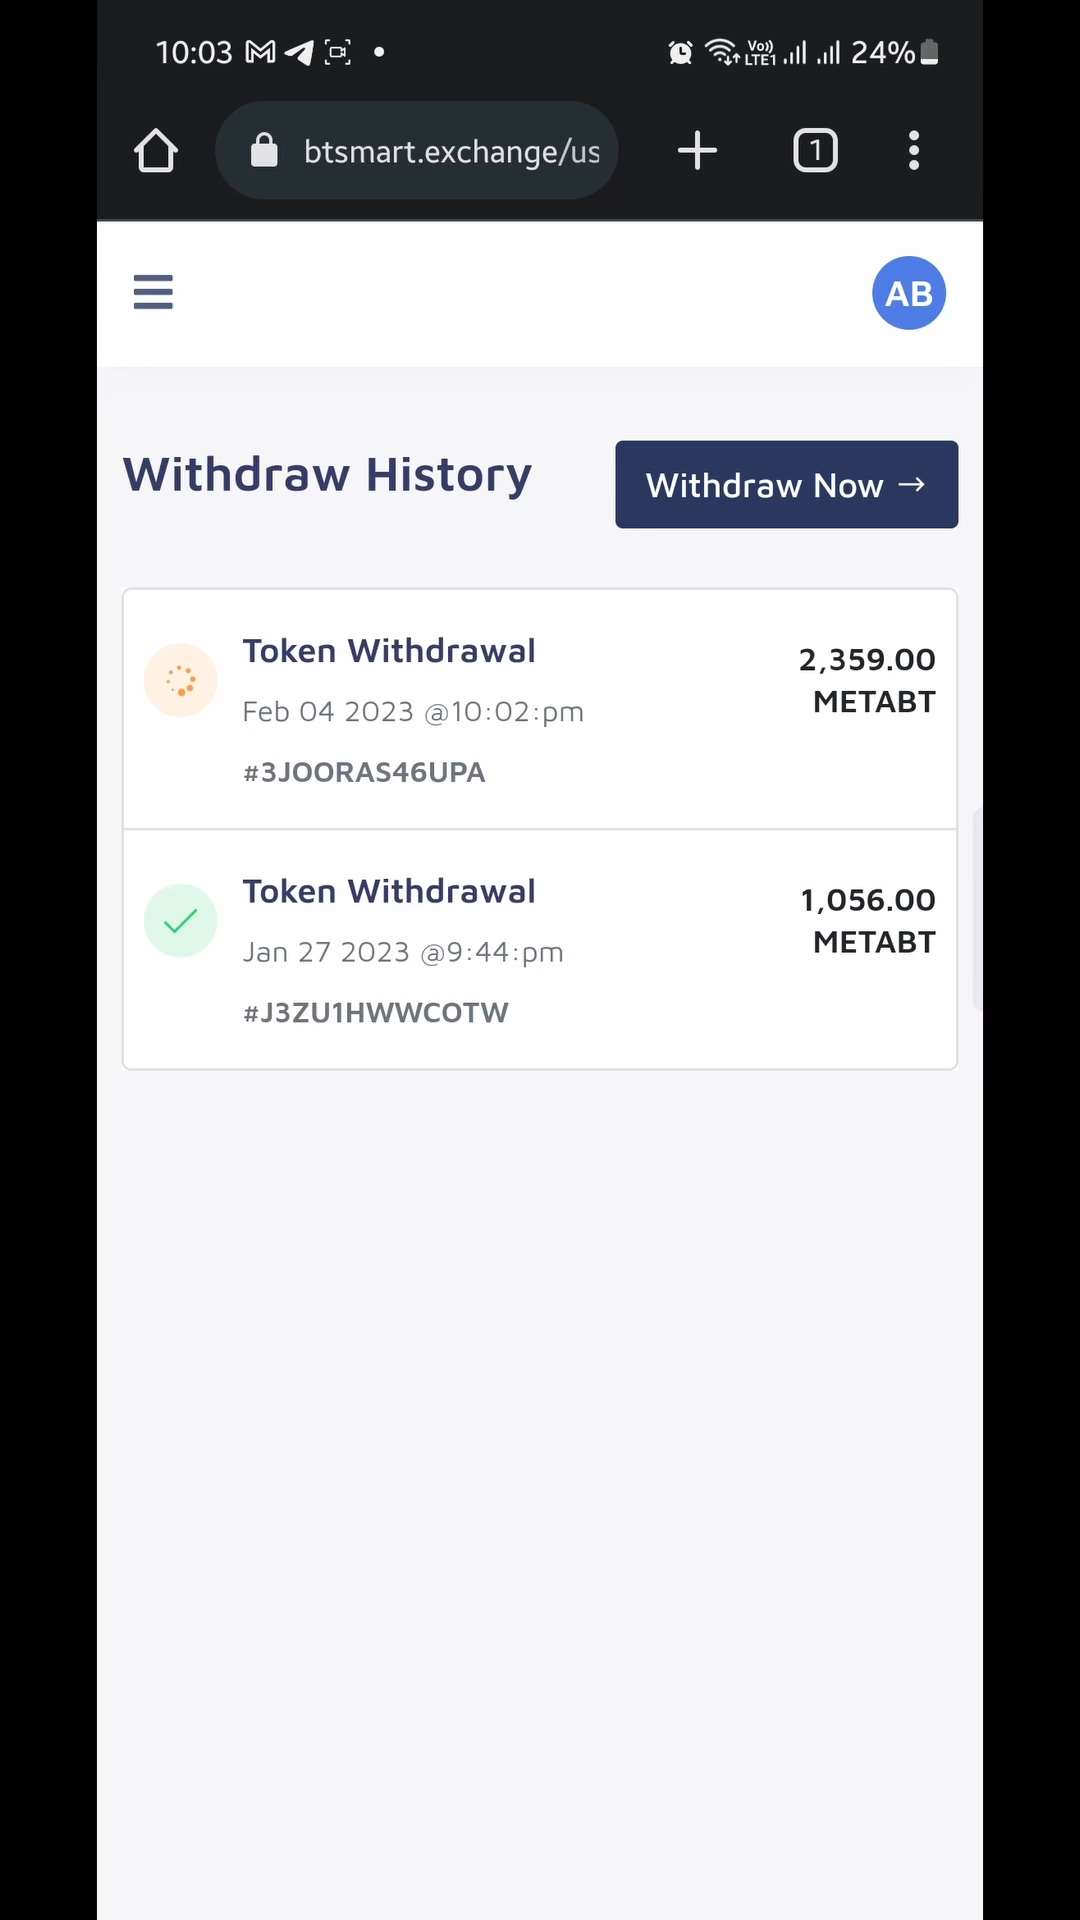 10:03 Vo)) LTE1 24%
btsmart.exchange/us 1
AB
Withdraw History
Withdraw Now →
Token Withdrawal
2,359.00
METABT
Feb 04 2023 @10:02:pm
#3JOORAS46UPA
Token Withdrawal
1,056.00
METABT
Jan 27 2023 @9:44:pm
#J3ZU1HWWCOTW